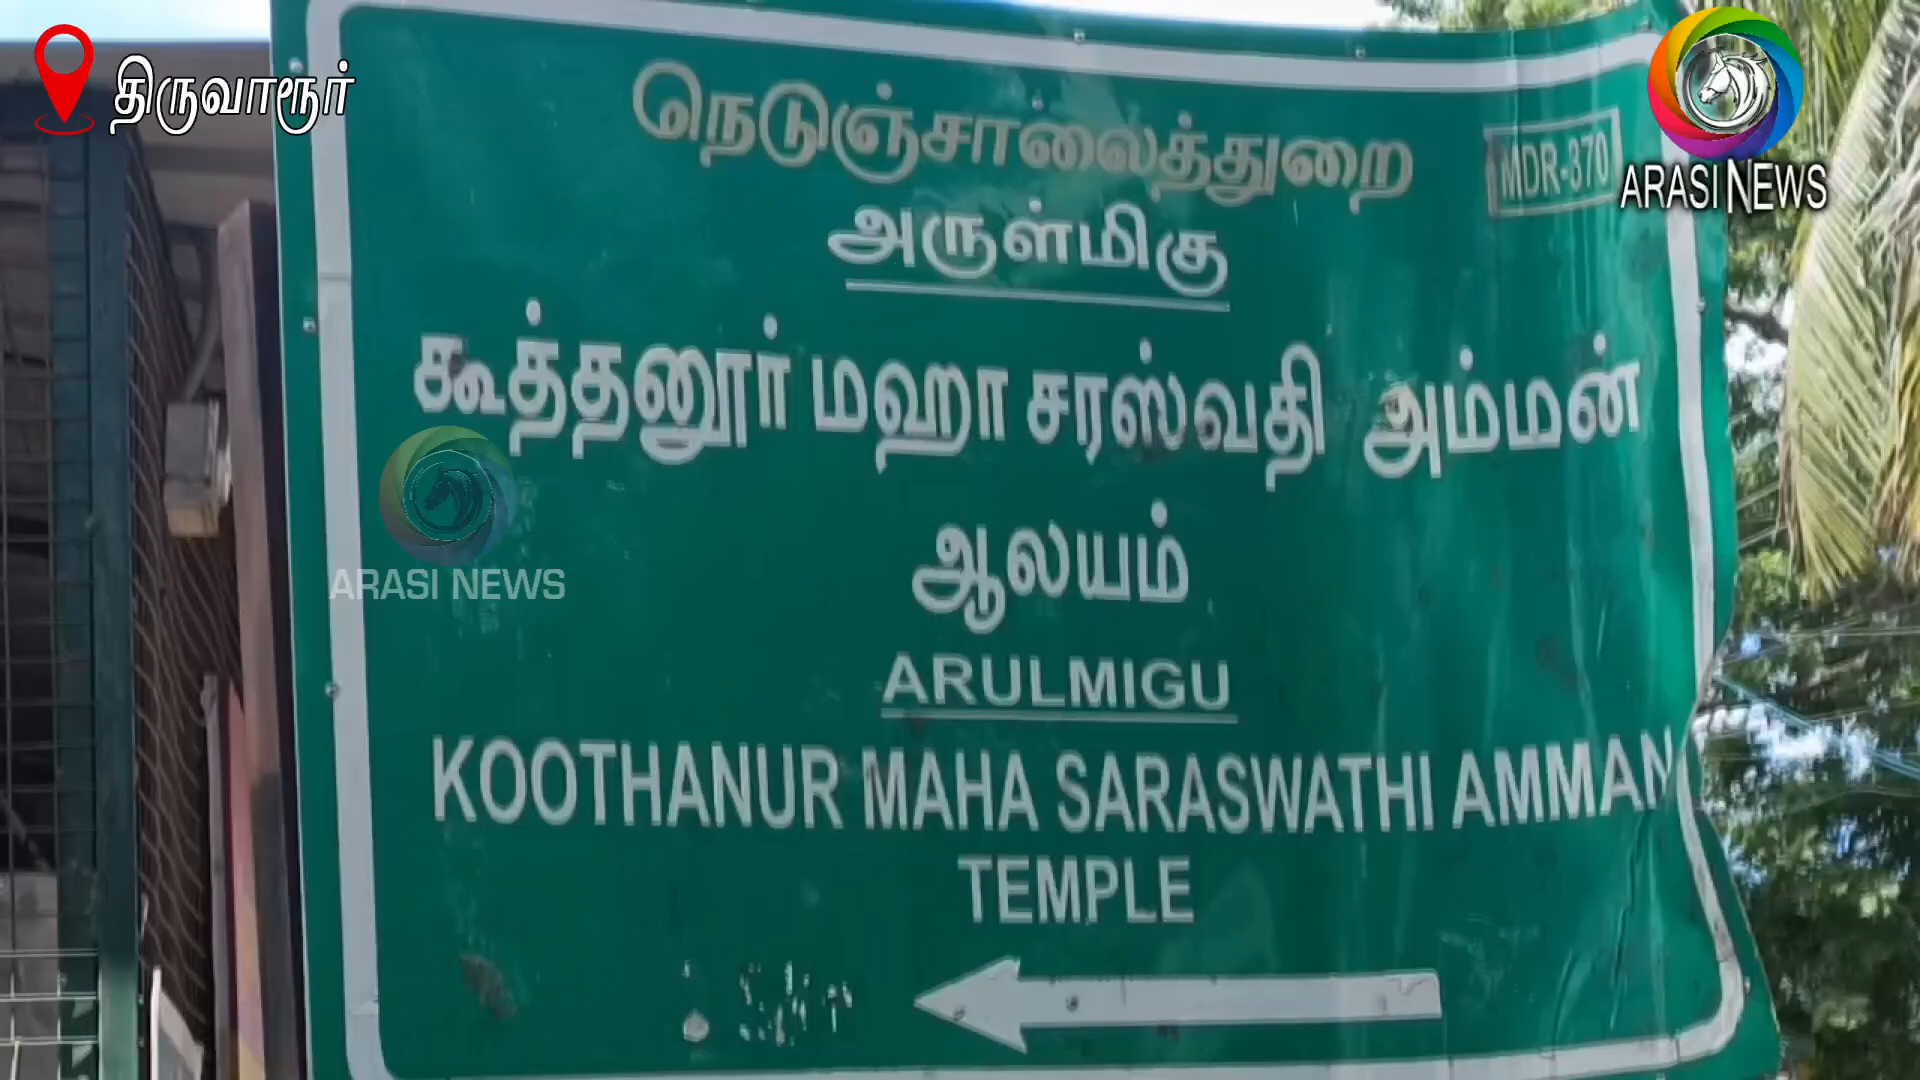 திருவாரூர்
ARASI NEWS
நெடுஞ்சாலைத்துறை
MDR-370
அருள்மிகு
கூத்தனூர் மஹா சரஸ்வதி அம்மன்
ஆலயம்
ARASI NEWS
ARULMIGU
KOOTHANUR MAHA SARASWATHI AMMAN
TEMPLE